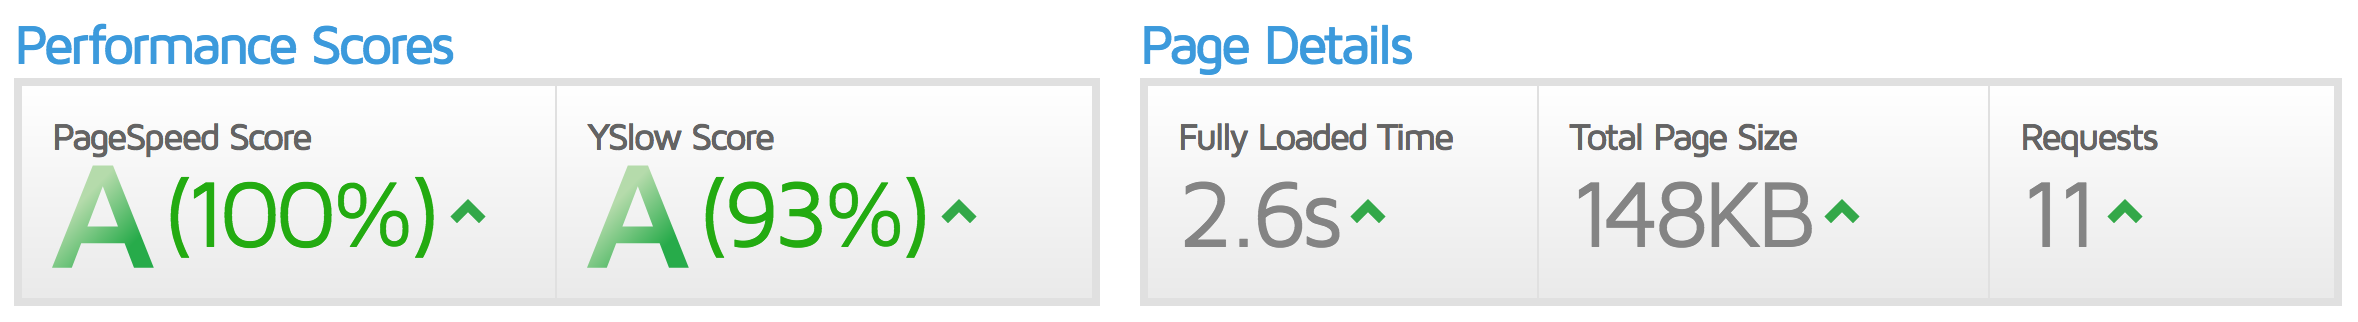 Performance Scores
PageSpeed Score
A (100%)
YSlow Score
A (93%)
Page Details
Fully Loaded Time
2.6s
Total Page Size
148KB
Requests
11